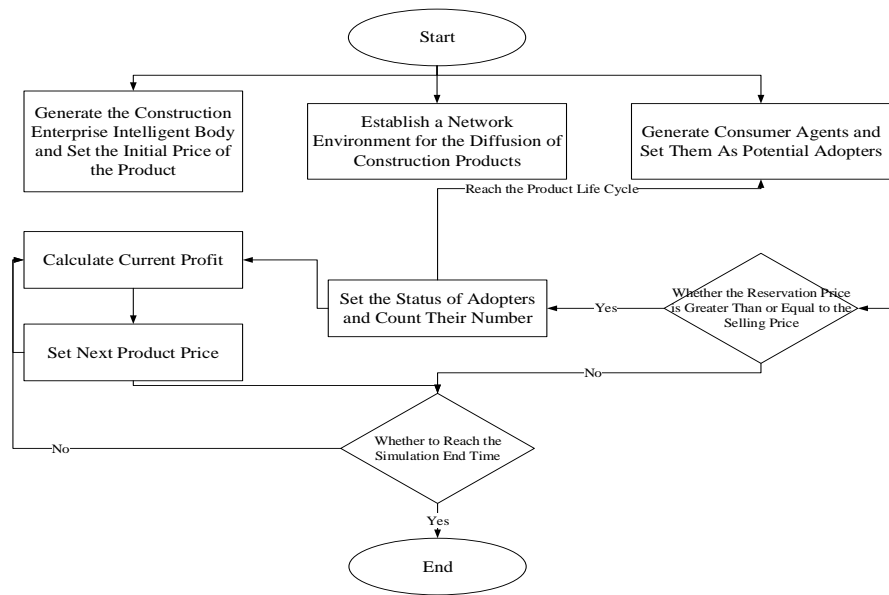 Start
Generate the Construction
Enterprise Intelligent Body
and Set the Initial Price of
the Product
Establish a Network
Environment for the Diffusion of
Construction Products
Generate Consumer Agents and
Set Them As Potential Adopters
Reach the Product Life Cycle
Calculate Current Profit
Set the Status of Adopters
and Count Their Number
Yes
Whether the Reservation Price
is Greater Than or Equal to the
Selling Price
Set Next Product Price
No
No
Whether to Reach the
Simulation End Time
Yes
End